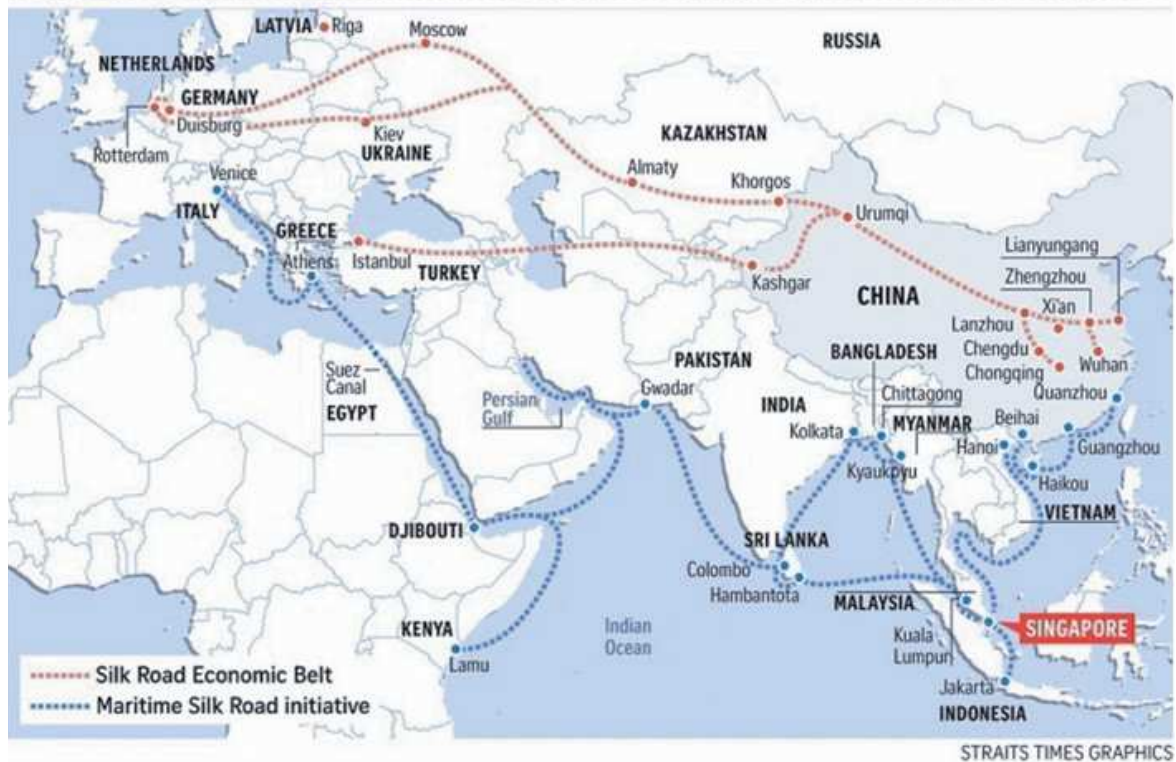 LATVIA
Riga
Moscow
RUSSIA
NETHERLANDS
GERMANY
Duisburg
Kiev
UKRAINE
KAZAKHSTAN
Rotterdam
Venice
Almaty
Khorgos
Urumqi
ITALY
GREECE
Athens
Istanbul
TURKEY
Kashgar
Lianyungang
Zhengzhou
CHINA
Xi'an
Lanzhou
Chengdu
Chongqing
Wuhan
Quanzhou
Suez
Canal
EGYPT
Persian
Gulf
PAKISTAN
Gwadar
BANGLADESH
Chittagong
INDIA
Kolkata
MYANMAR
Kyaukpyu
Beihai
Hanoi
Guangzhou
Haikou
VIETNAM
DJIBOUTI
SRI LANKA
Colombo
Hambantota
MALAYSIA
Kuala
Lumpur
SINGAPORE
KENYA
Lamu
Indian
Ocean
Jakarta
INDONESIA
Silk Road Economic Belt
Maritime Silk Road initiative
STRAITS TIMES GRAPHICS